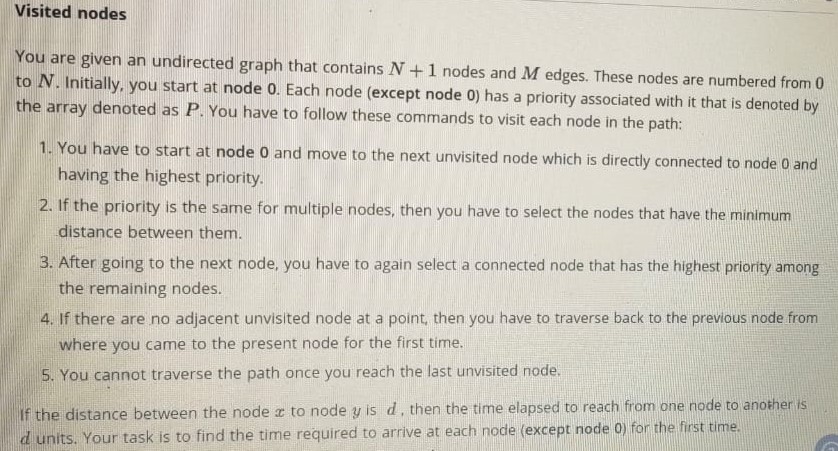 Visited nodes
You are given an undirected graph that contains N + 1 nodes and M edges. These nodes are numbered from 0
to N. Initially, you start at node 0. Each node (except node 0) has a priority associated with it that is denoted by
the array denoted as P. You have to follow these commands to visit each node in the path:
1. You have to start at node 0 and move to the next unvisited node which is directly connected to node 0 and
having the highest priority.
2. If the priority is the same for multiple nodes, then you have to select the nodes that have the minimum
distance between them.
3. After going to the next node, you have to again select a connected node that has the highest priority among
the remaining nodes.
4. If there are no adjacent unvisited node at a point, then you have to traverse back to the previous node from
where you came to the present node for the first time.
5. You cannot traverse the path once you reach the last unvisited node.
If the distance between the node x to node y is d, then the time elapsed to reach from one node to another is
d units. Your task is to find the time required to arrive at each node (except node 0) for the first time.